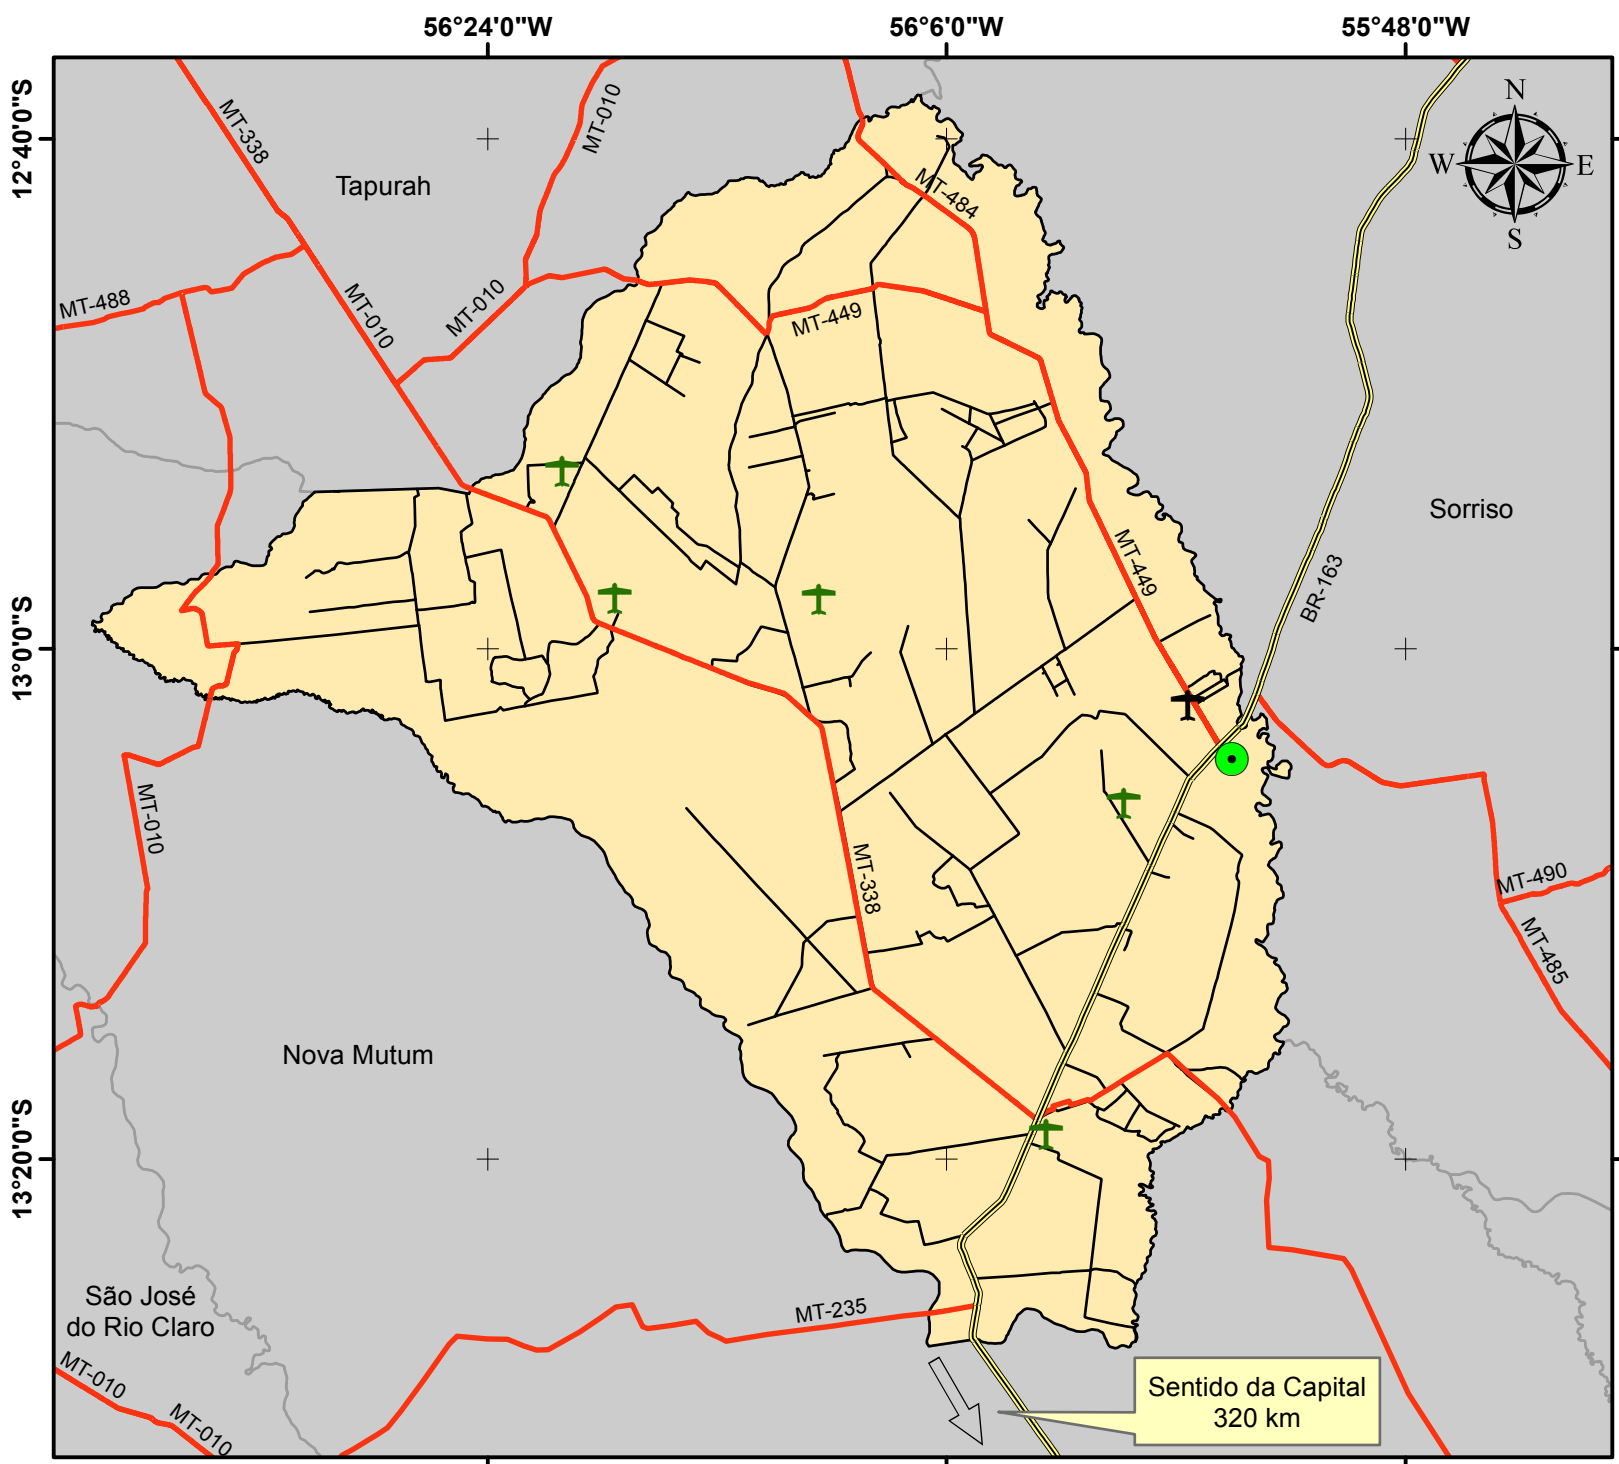 56°24'0"W
56°6'0"W
55°48'0"W
12°40'0"S
13°0'0"S
13°20'0"S
N
W
E
S
MT-338
MT-010
Tapurah
MT-484
MT-488
MT-010
MT-010
MT-449
Sorriso
MT-449
BR-163
MT-010
MT-338
MT-490
MT-485
Nova Mutum
São José
do Rio Claro
MT-235
MT-010
MT-010
Sentido da Capital
320 km